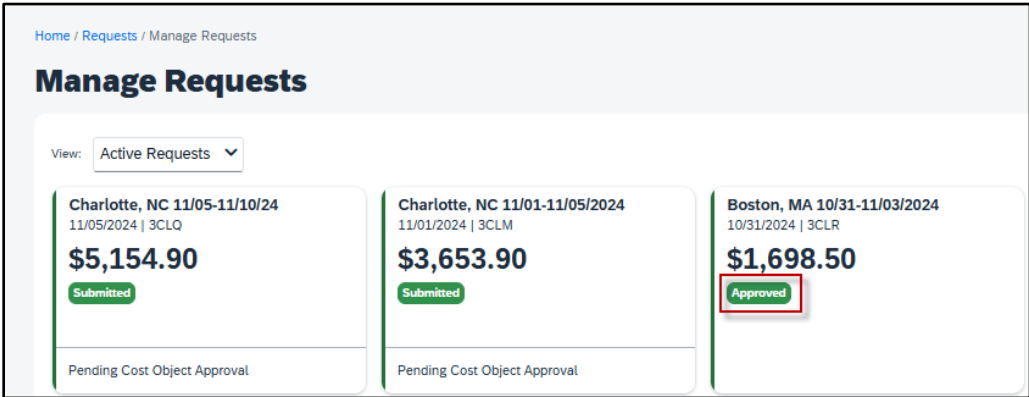 Home / Requests / Manage Requests
Manage Requests
View: Active Requests
Charlotte, NC 11/05-11/10/24
11/05/2024 | 3CLQ
$5,154.90
Submitted
Pending Cost Object Approval
Charlotte, NC 11/01-11/05/2024
11/01/2024 | 3CLM
$3,653.90
Submitted
Pending Cost Object Approval
Boston, MA 10/31-11/03/2024
10/31/2024 | 3CLR
$1,698.50
Approved